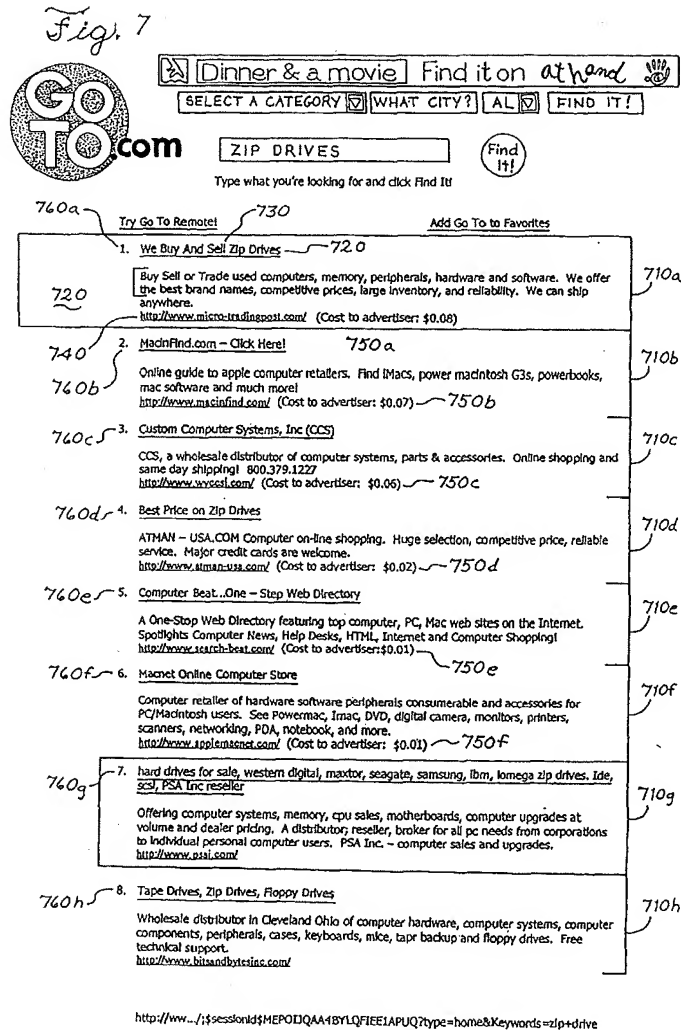 Fig. 7
Dinner & a movie Find it on at hand
SELECT A CATEGORY WHAT CITY? AL FIND IT!
GO
TO.com
ZIP DRIVES
Find
It!
Type what you're looking for and click Find It!
760a 730
Try Go To Remote! Add Go To to Favorites
1. We Buy And Sell Zip Drives 720
710a
720
Buy Sell or Trade used computers, memory, peripherals, hardware and software. We offer
the best brand names, competitive prices, large inventory, and reliability. We can ship
anywhere.
http://www.micro-tradingpost.com/ (Cost to advertiser: $0.08)
740
2. MacInFind.com – Click Here! 750a
710b
760b
Online guide to apple computer retailers. Find iMacs, power macintosh G3s, powerbooks,
mac software and much more!
http://www.macinfind.com/ (Cost to advertiser: $0.07) 750b
760c 3. Custom Computer Systems, Inc (CCS)
710c
CCS, a wholesale distributor of computer systems, parts & accessories. Online shopping and
same day shipping! 800.379.1227
http://www.wvccsi.com/ (Cost to advertiser: $0.06) 750c
760d 4. Best Price on Zip Drives
710d
ATMAN – USA.COM Computer on-line shopping. Huge selection, competitive price, reliable
service. Major credit cards are welcome.
http://www.atman-usa.com/ (Cost to advertiser: $0.02) 750d
760e 5. Computer Beat...One – Step Web Directory
710e
A One-Stop Web Directory featuring top computer, PC, Mac web sites on the Internet.
Spotlights Computer News, Help Desks, HTML, Internet and Computer Shopping!
http://www.search-beat.com/ (Cost to advertiser:$0.01)
750e
760f 6. Macnet Online Computer Store
710f
Computer retailer of hardware software peripherals consumerable and accessories for
PC/Macintosh users. See Powermac, Imac, DVD, digital camera, monitors, printers,
scanners, networking, PDA, notebook, and more.
http://www.applemacnet.com/ (Cost to advertiser: $0.01) 750f
760g 7. hard drives for sale, western digital, maxtor, seagate, samsung, ibm, iomega zip drives. Ide,
scsi, PSA Inc reseller
710g
Offering computer systems, memory, cpu sales, motherboards, computer upgrades at
volume and dealer pricing. A distributor, reseller, broker for all pc needs from corporations
to individual personal computer users. PSA Inc. – computer sales and upgrades.
http://www.psai.com/
760h 8. Tape Drives, Zip Drives, Floppy Drives
710h
Wholesale distributor in Cleveland Ohio of computer hardware, computer systems, computer
components, peripherals, cases, keyboards, mice, tapr backup and floppy drives. Free
technical support.
http://www.bitsandbytesinc.com/
http://ww.../;$sessionid$MEPOIJQAA4BYLQFIEE1APUQ?type=home&Keywords=zip+drive